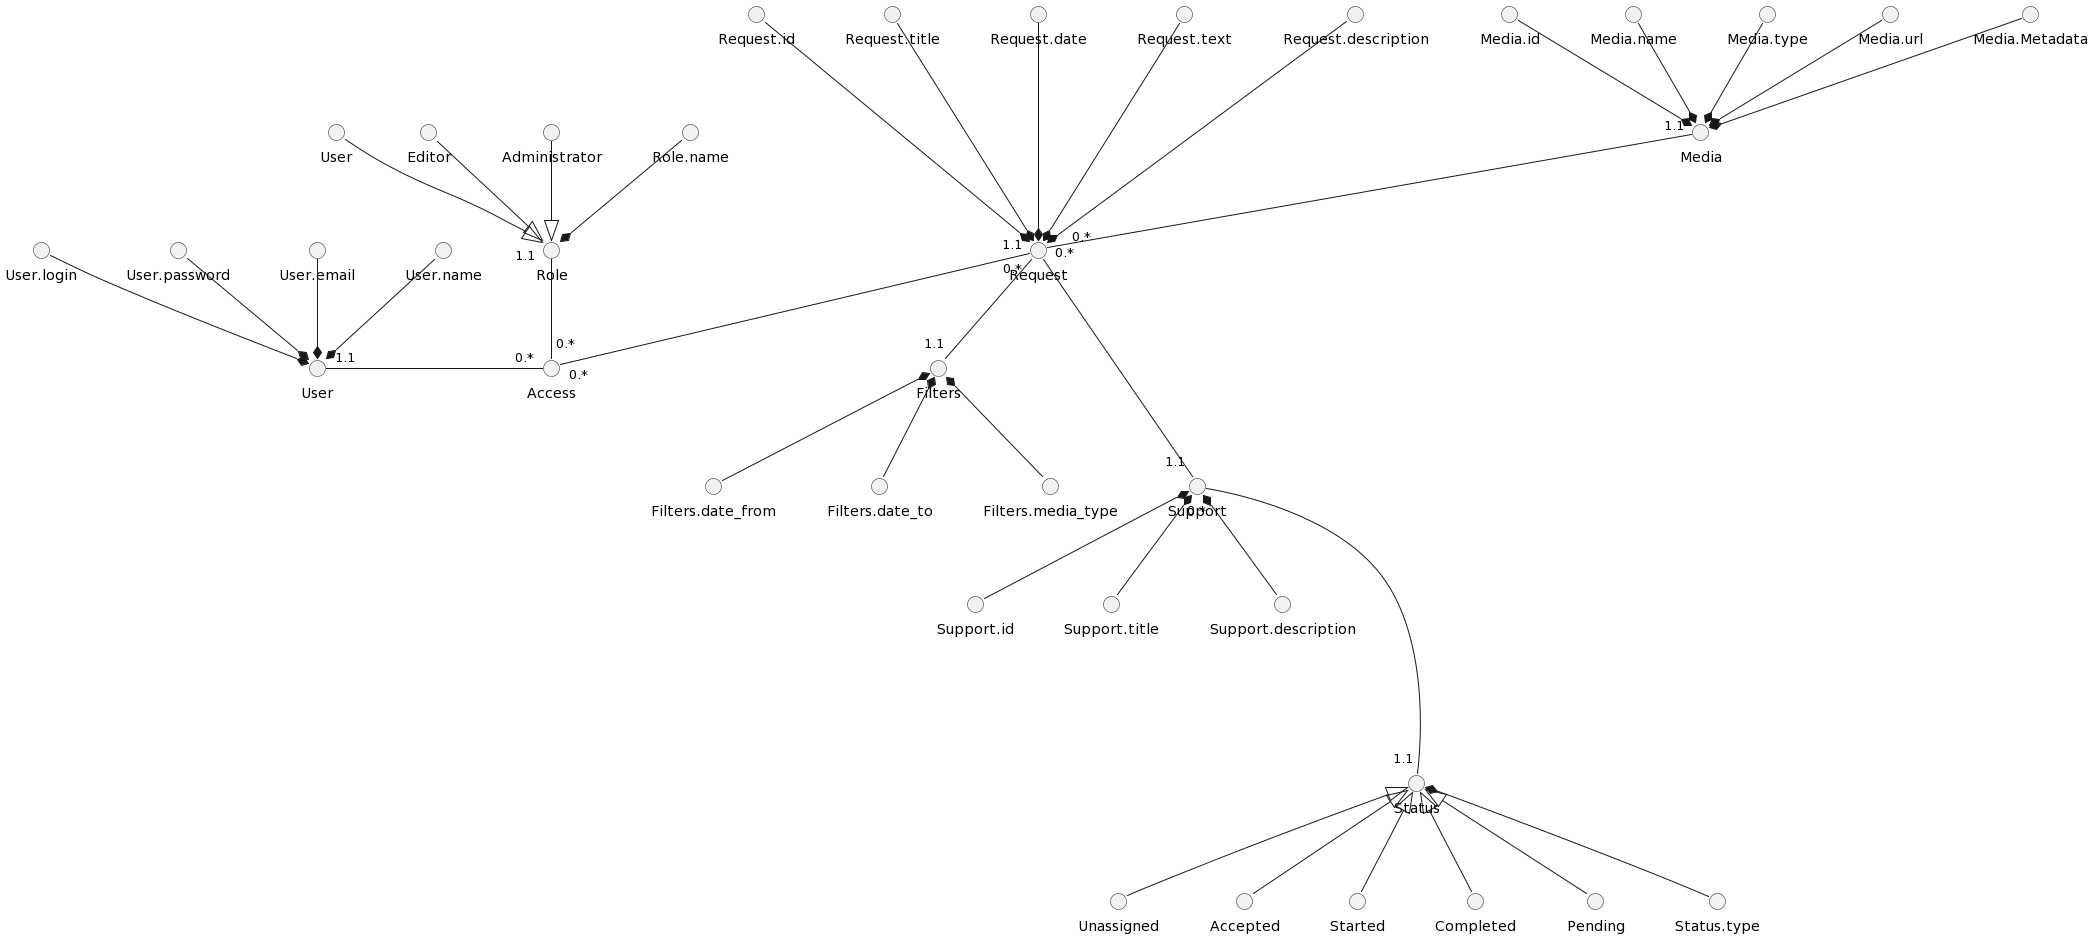 Request.id
Request.title
Request.date
Request.text
Request.description
Media.id
Media.name
Media.type
Media.url
Media.Metadata
1.1
Media
User
Editor
Administrator
Role.name
1.1
Role
User.login
User.password
User.email
User.name
1.1
0.*
0.*
0.*
Request
0.*
1.1
User
0.*
0.*
Access
0.*
1.1
Filters
Filters.date_from
Filters.date_to
Filters.media_type
1.1
Support
0.*
Support.id
Support.title
Support.description
1.1
Status
Unassigned
Accepted
Started
Completed
Pending
Status.type